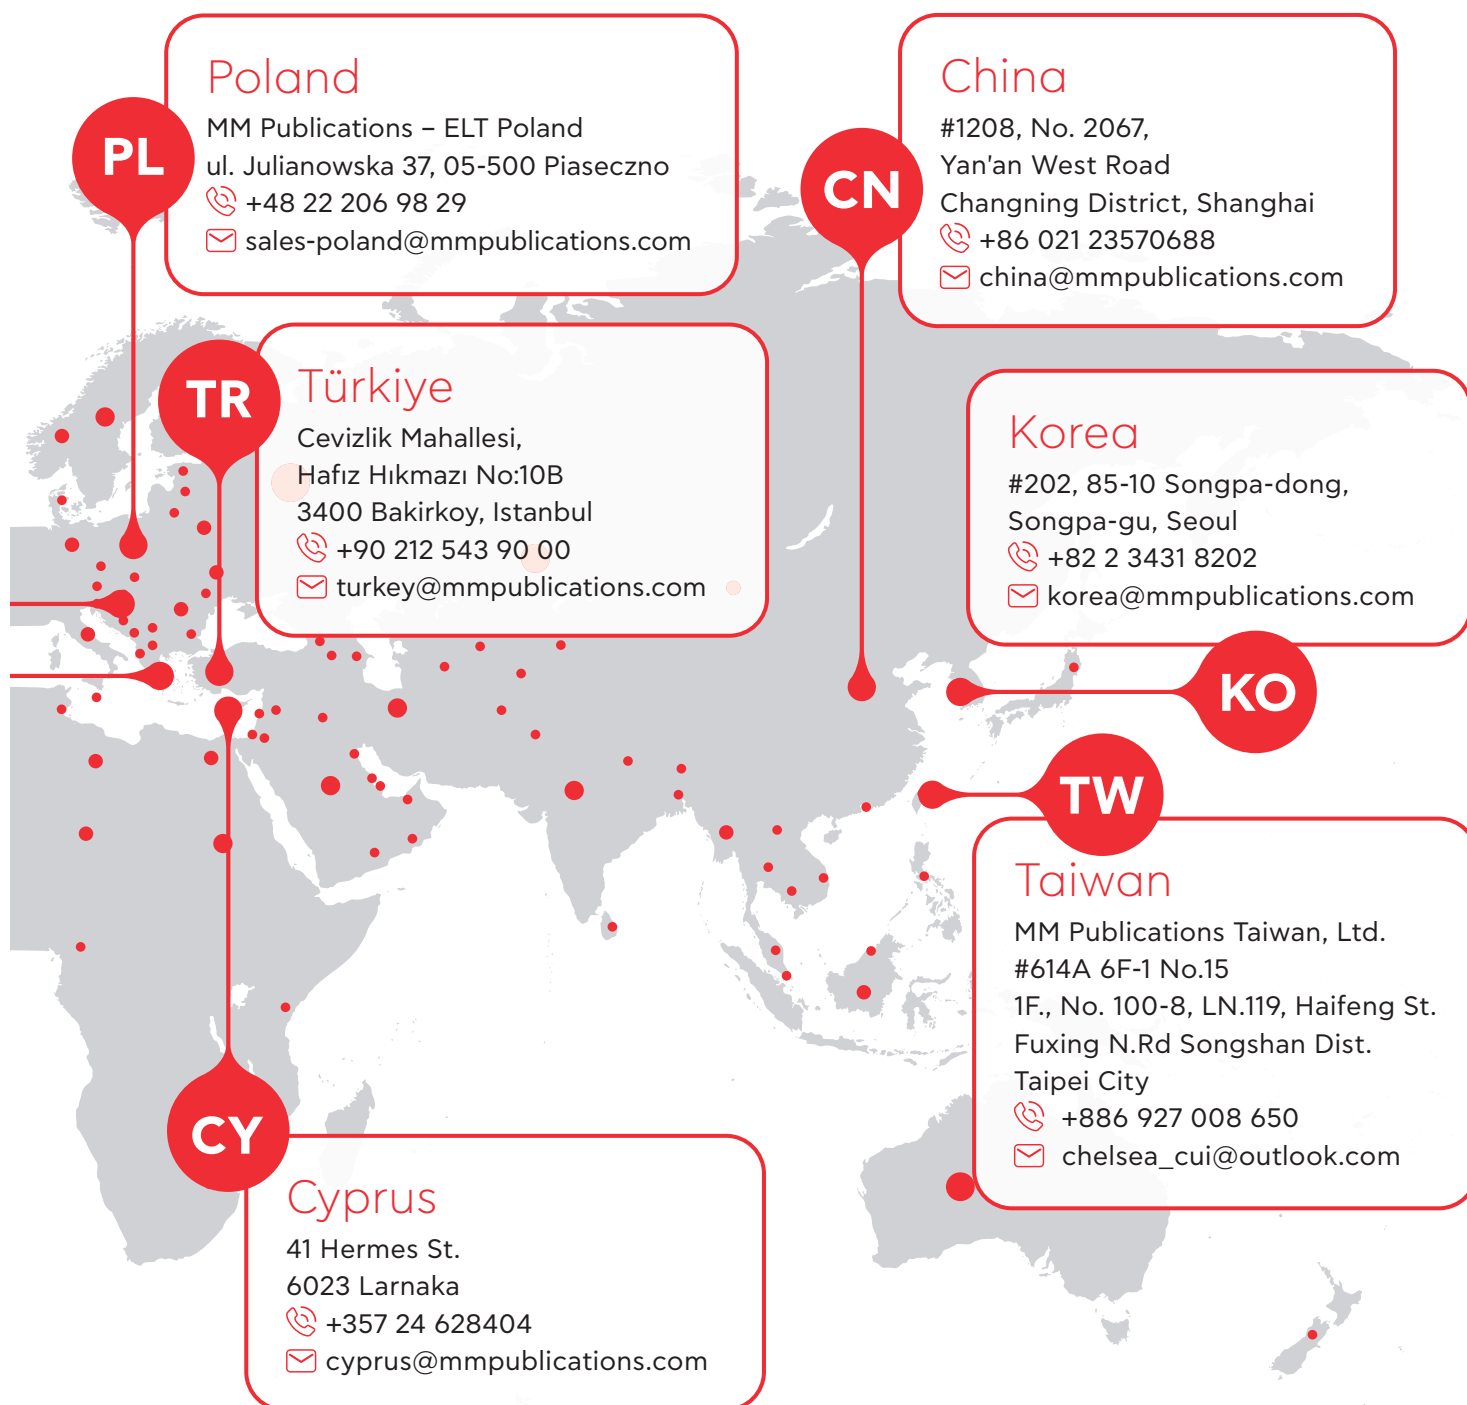 PL
Poland
MM Publications – ELT Poland
ul. Julianowska 37, 05-500 Piaseczno
+48 22 206 98 29
sales-poland@mmpublications.com
CN
China
#1208, No. 2067,
Yan'an West Road
Changning District, Shanghai
+86 021 23570688
china@mmpublications.com
TR
Türkiye
Cevizlik Mahallesi,
Hafız Hıkmazı No:10B
3400 Bakirkoy, Istanbul
+90 212 543 90 00
turkey@mmpublications.com
Korea
#202, 85-10 Songpa-dong,
Songpa-gu, Seoul
+82 2 3431 8202
korea@mmpublications.com
KO
TW
Taiwan
MM Publications Taiwan, Ltd.
#614A 6F-1 No.15
1F., No. 100-8, LN.119, Haifeng St.
Fuxing N.Rd Songshan Dist.
Taipei City
+886 927 008 650
chelsea_cui@outlook.com
CY
Cyprus
41 Hermes St.
6023 Larnaka
+357 24 628404
cyprus@mmpublications.com